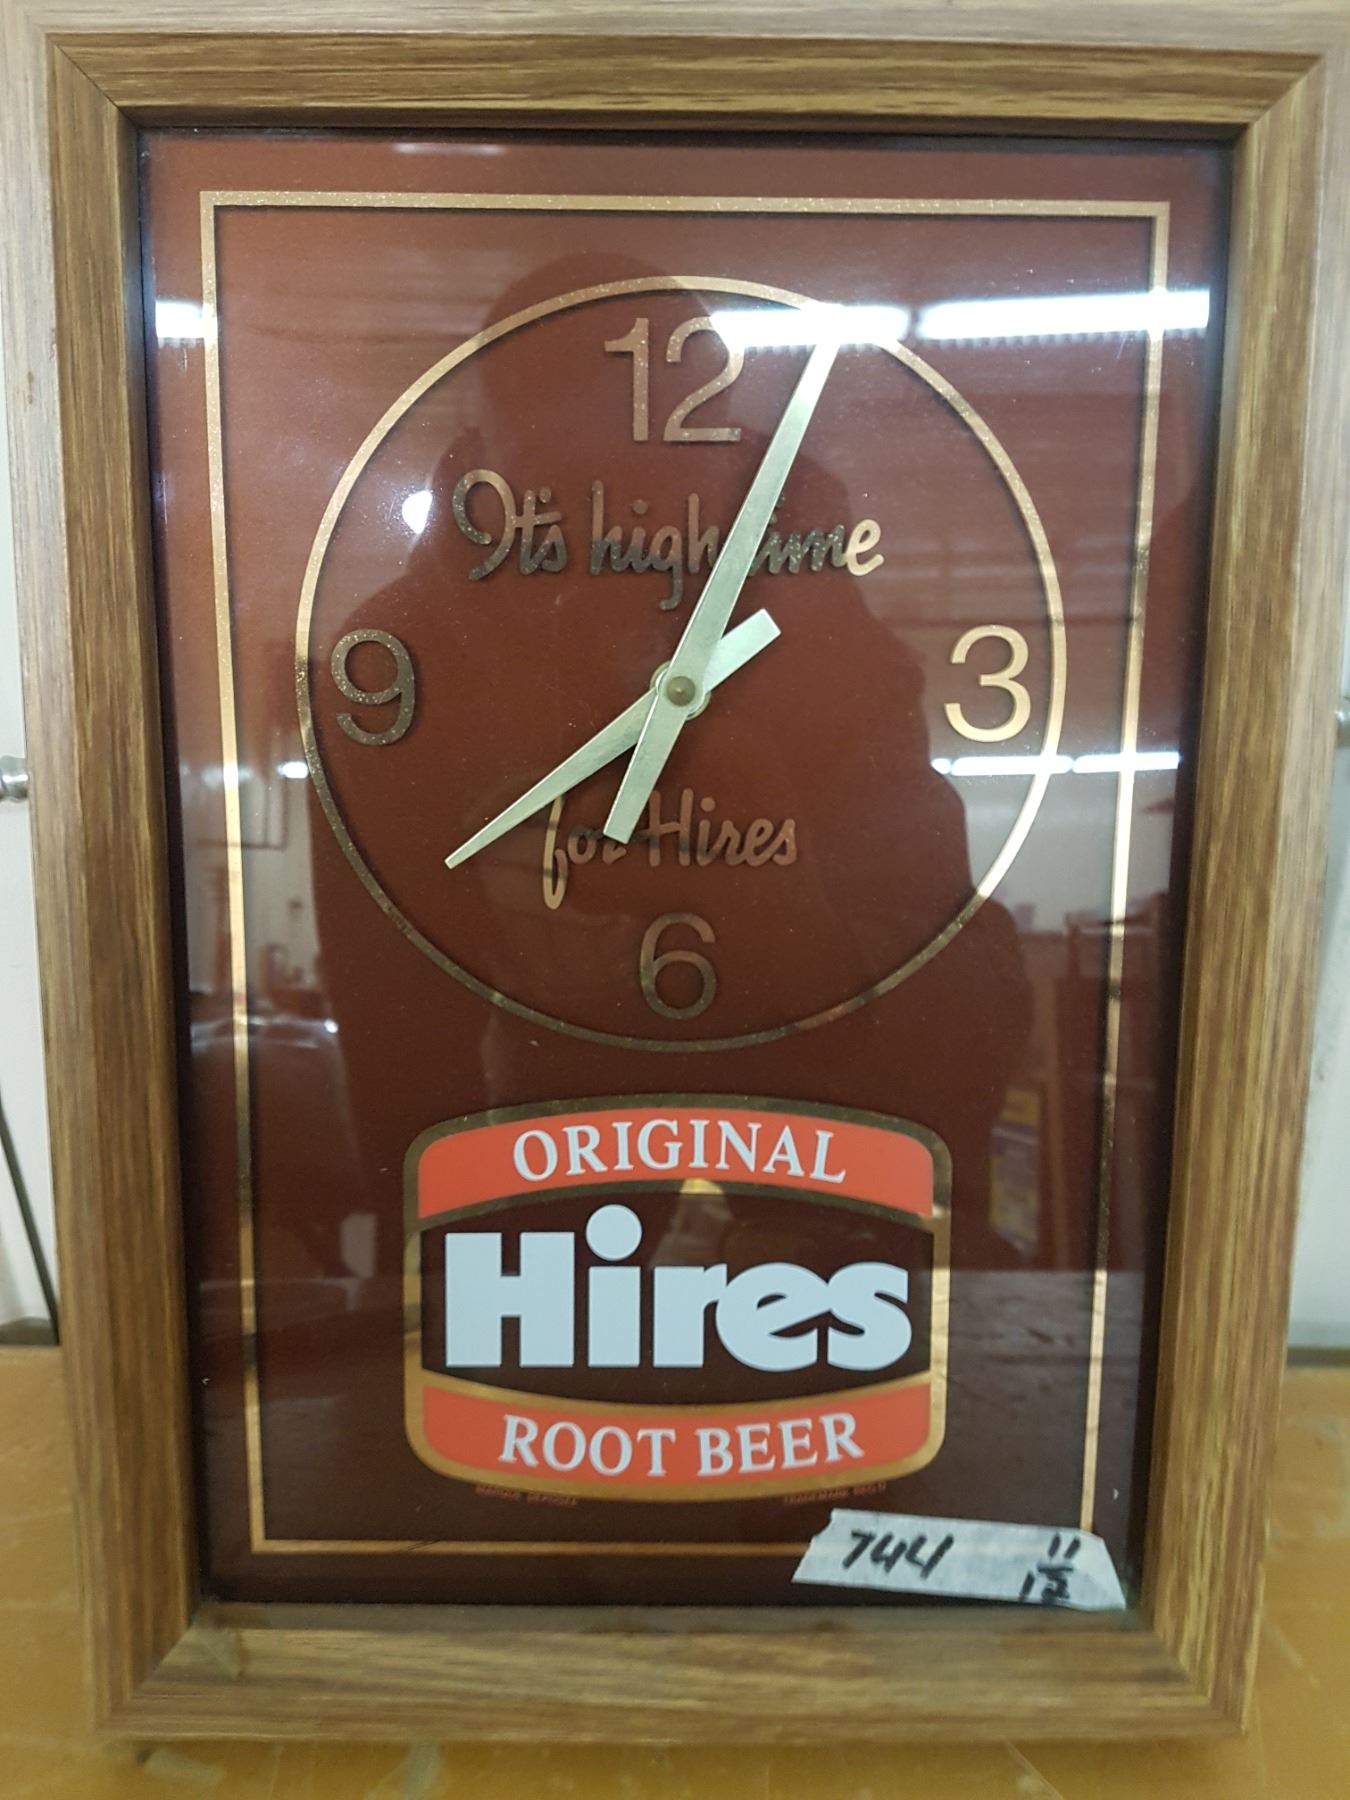 12
It's high time
9
3
for Hires
6
ORIGINAL
Hires
ROOT BEER
744
11
12